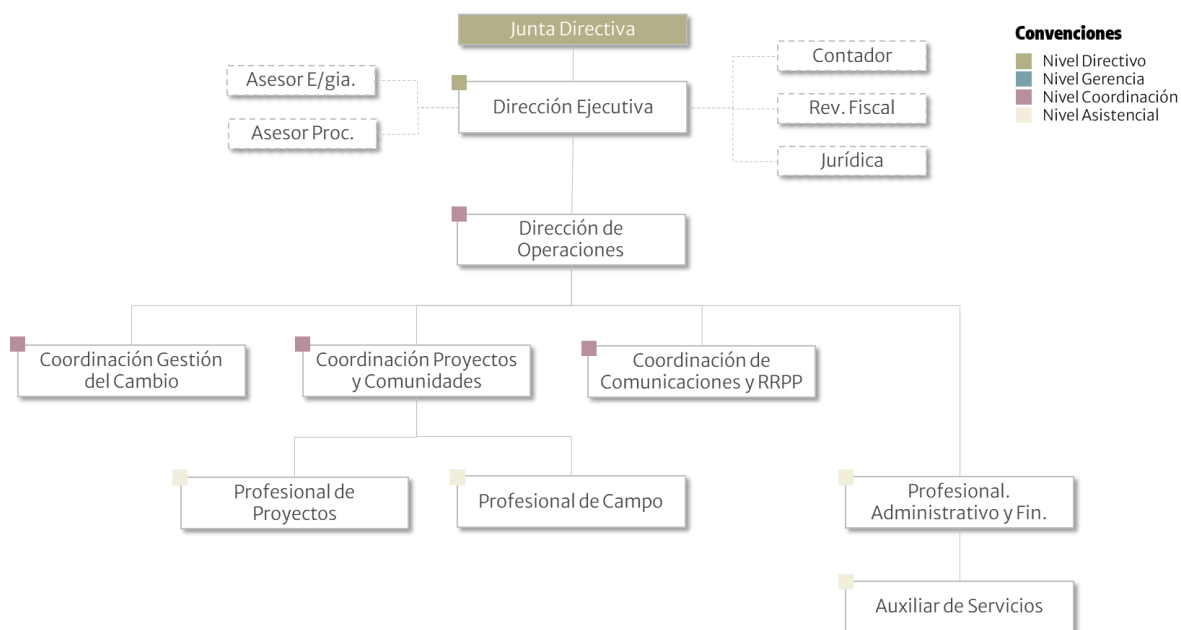 Junta Directiva
Convenciones
Nivel Directivo
Nivel Gerencia
Nivel Coordinación
Nivel Asistencial
Asesor E/gia.
Asesor Proc.
Dirección Ejecutiva
Contador
Rev. Fiscal
Jurídica
Dirección de
Operaciones
Coordinación Gestión
del Cambio
Coordinación Proyectos
y Comunidades
Coordinación de
Comunicaciones y RRPP
Profesional de
Proyectos
Profesional de Campo
Profesional.
Administrativo y Fin.
Auxiliar de Servicios